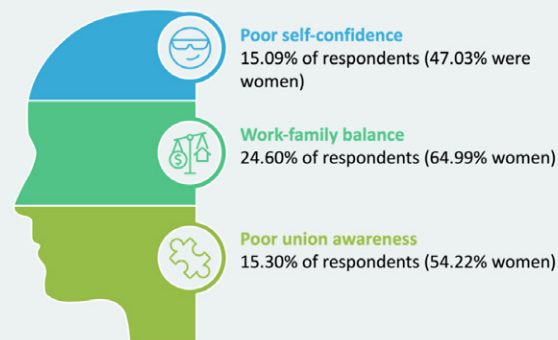 Poor self-confidence
15.09% of respondents (47.03% were
women)
Work-family balance
24.60% of respondents (64.99% women)
$
Poor union awareness
15.30% of respondents (54.22% women)